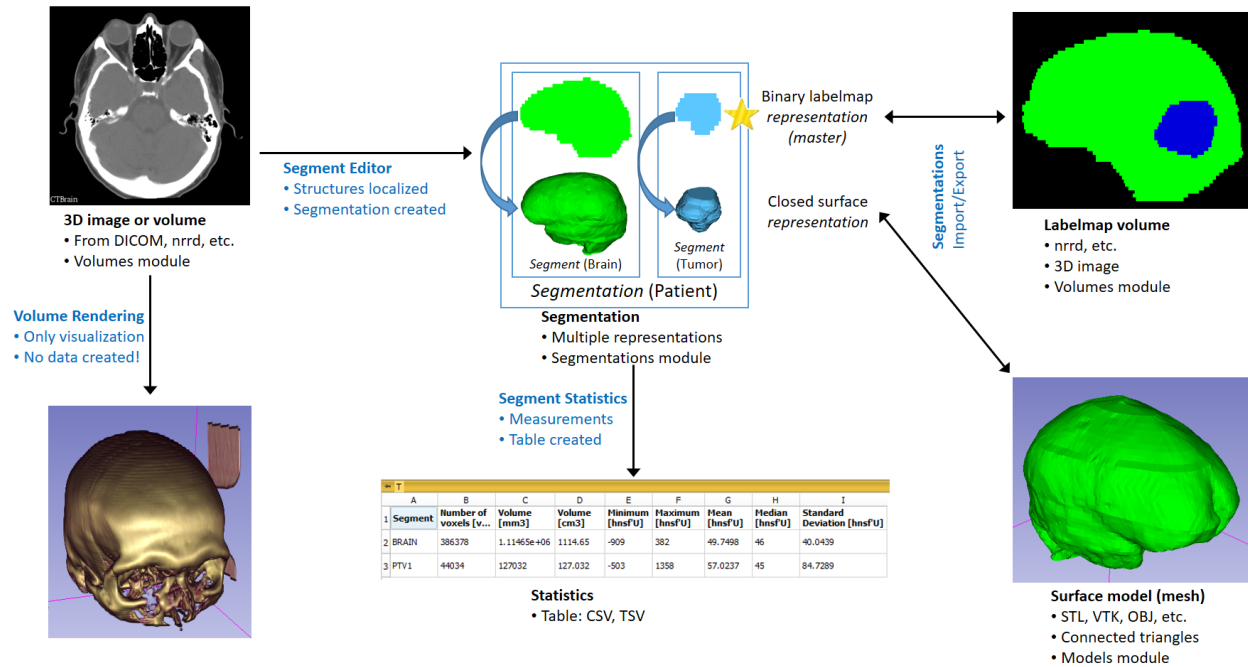 CTBrain
3D image or volume
• From DICOM, nrrd, etc.
• Volumes module
Volume Rendering
• Only visualization
• No data created!
Segment Editor
• Structures localized
• Segmentation created
Segment (Brain)
Segment
(Tumor)
Segmentation (Patient)
Binary labelmap
representation
(master)
Closed surface
representation
Segmentation
• Multiple representations
• Segmentations module
Segmentations
Import/Export
Labelmap volume
• nrrd, etc.
• 3D image
• Volumes module
Segment Statistics
• Measurements
• Table created
T
A B C D E F G H I
1 Segment Number of voxels [v... Volume [mm3] Volume [cm3] Minimum [hnsf'U] Maximum [hnsf'U] Mean [hnsf'U] Median [hnsf'U] Standard Deviation [hnsf'U]
2 BRAIN 386378 1.11465e+06 1114.65 -909 382 49.7498 46 40.0439
3 PTV1 44034 127032 127.032 -503 1358 57.0237 45 84.7289
Statistics
• Table: CSV, TSV
Surface model (mesh)
• STL, VTK, OBJ, etc.
• Connected triangles
• Models module